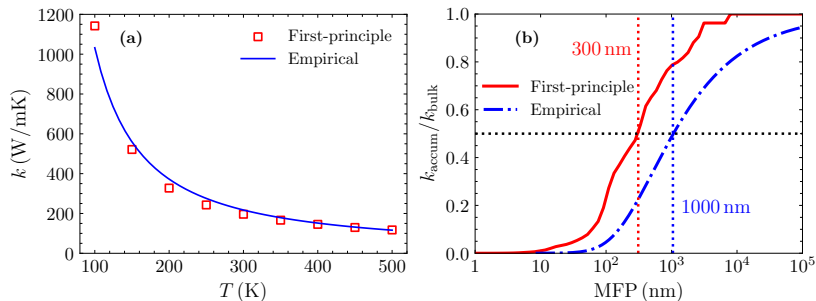 (a)
First-principle
Empirical
k (W/mK)
1200
1000
800
600
400
200
0
100
200
300
400
500
T (K)
(b)
300 nm
First-principle
Empirical
1000 nm
k_accum/k_bulk
1.0
0.8
0.6
0.4
0.2
0.0
1
10
10^2
10^3
10^4
10^5
MFP (nm)